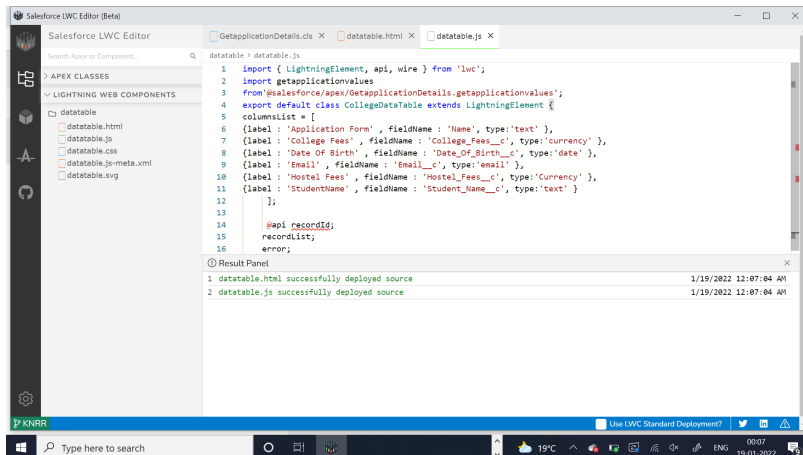 Salesforce LWC Editor (Beta)
Salesforce LWC Editor
Search Apex or Component...
APEX CLASSES
LIGHTNING WEB COMPONENTS
datatable
datatable.html
datatable.js
datatable.css
datatable.js-meta.xml
datatable.svg
GetapplicationDetails.cls
datatable.html
datatable.js
datatable > datatable.js
1 import { LightningElement, api, wire } from 'lwc';
2 import getapplicationvalues
3 from'@salesforce/apex/GetapplicationDetails.getapplicationvalues';
4 export default class CollegeDataTable extends LightningElement {
5 columnsList = [
6 {label : 'Application Form' , fieldName : 'Name', type:'text' },
7 {label : 'College Fees' , fieldName : 'College_Fees__c', type:'currency' },
8 {label : 'Date Of Birth' , fieldName : 'Date_Of_Birth__c', type:'date' },
9 {label : 'Email' , fieldName : 'Email__c', type:'email' },
10 {label : 'Hostel Fees' , fieldName : 'Hostel_Fees__c', type:'Currency' },
11 {label : 'StudentName' , fieldName : 'Student_Name__c', type:'text' }
12 ];
13
14 @api recordId;
15 recordList;
16 error;
Result Panel
1 datatable.html successfully deployed source 1/19/2022 12:07:04 AM
2 datatable.js successfully deployed source 1/19/2022 12:07:04 AM
KNRR
Use LWC Standard Deployment?
Type here to search
19°C
ENG
00:07
19-01-2022